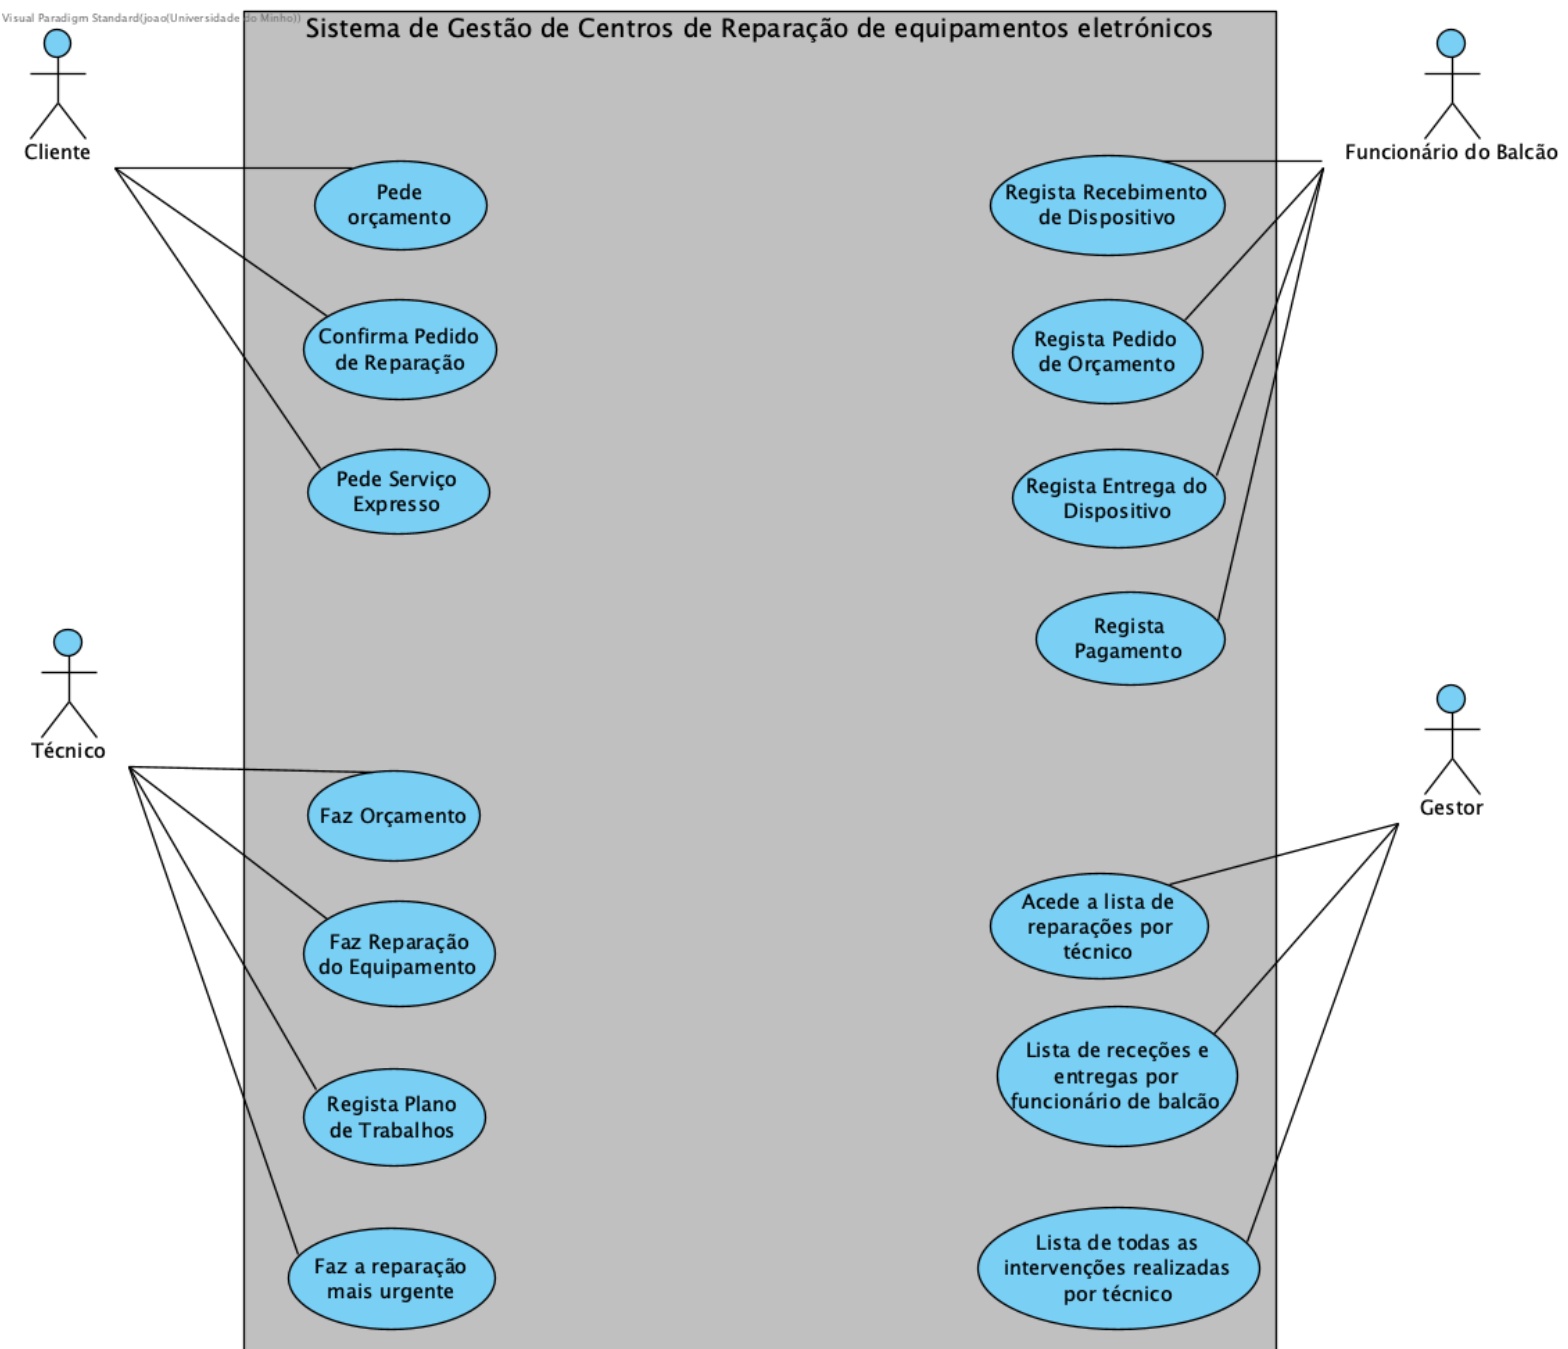 Visual Paradigm Standard(joao(Universidade do Minho))
Sistema de Gestão de Centros de Reparação de equipamentos eletrónicos
Cliente
Funcionário do Balcão
Pede
orçamento
Confirma Pedido
de Reparação
Pede Serviço
Expresso
Regista Recebimento
de Dispositivo
Regista Pedido
de Orçamento
Regista Entrega do
Dispositivo
Regista
Pagamento
Técnico
Gestor
Faz Orçamento
Faz Reparação
do Equipamento
Regista Plano
de Trabalhos
Faz a reparação
mais urgente
Acede a lista de
reparações por
técnico
Lista de receções e
entregas por
funcionário de balcão
Lista de todas as
intervenções realizadas
por técnico